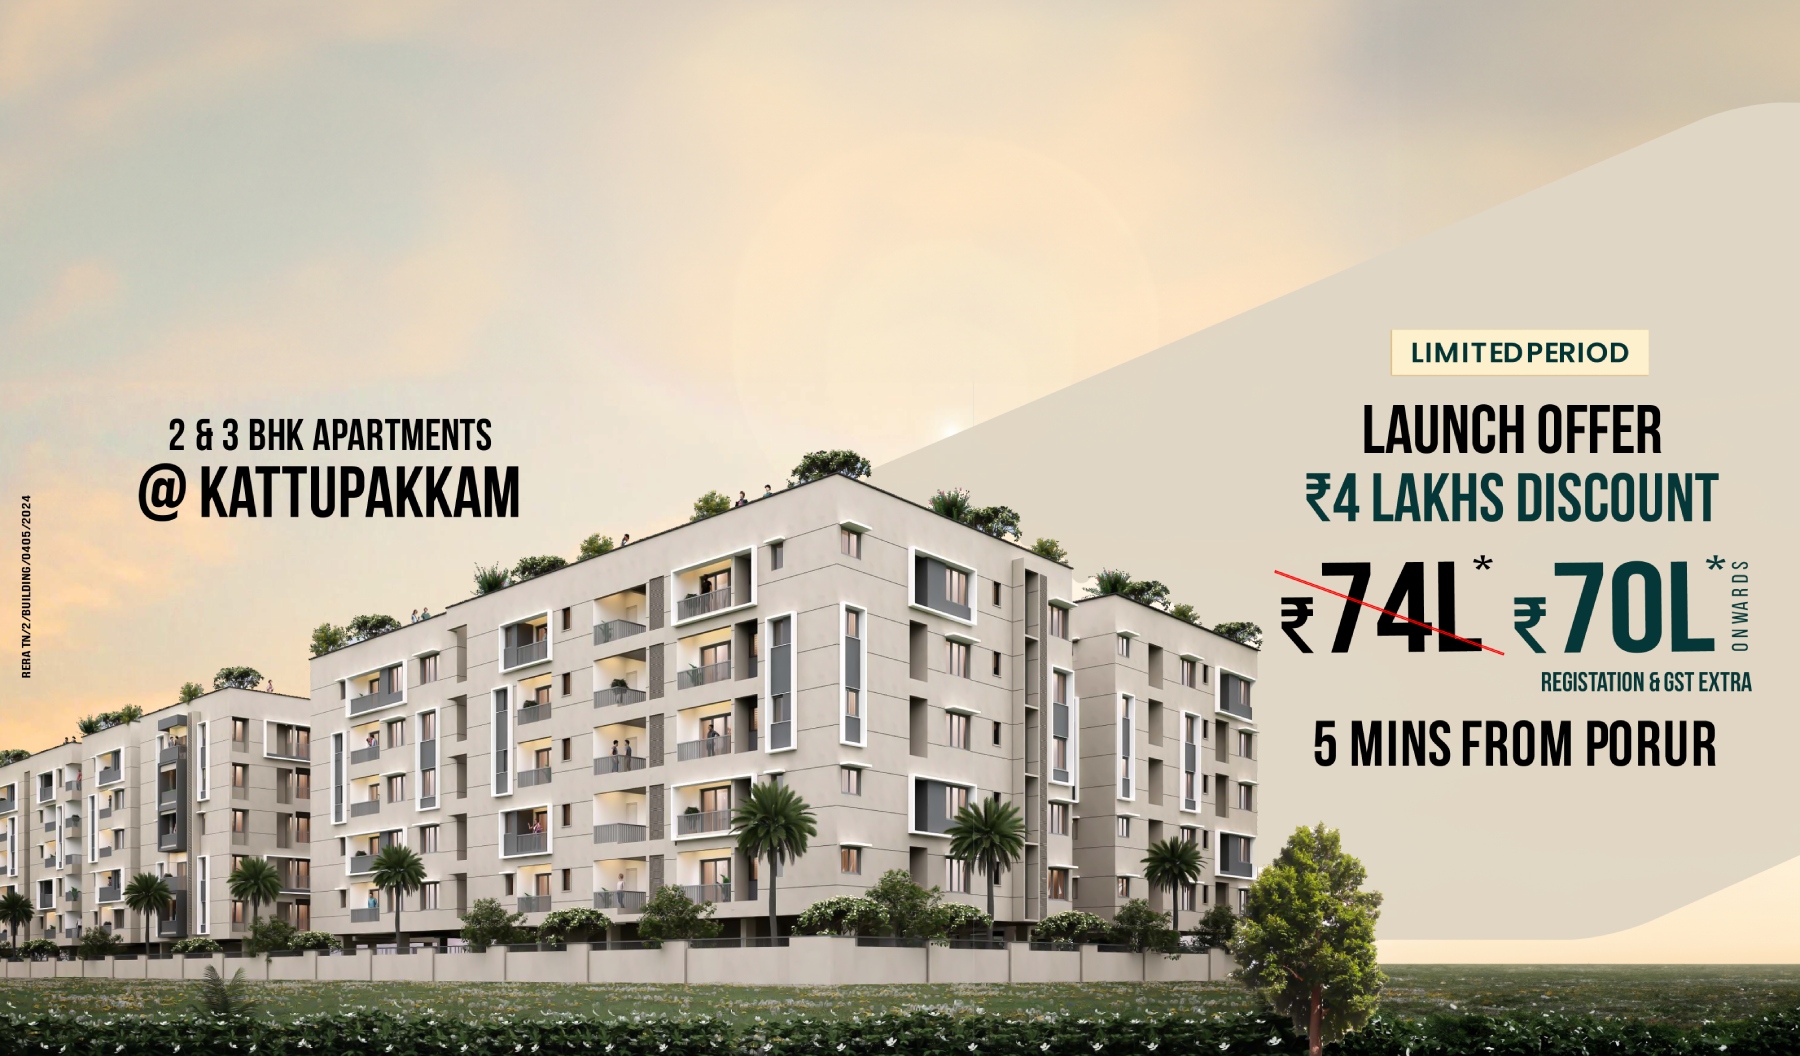 RERA TN/2/BUILDING/0405/2024
2 & 3 BHK APARTMENTS
@ KATTUPAKKAM
LIMITED PERIOD
LAUNCH OFFER
₹4 LAKHS DISCOUNT
₹74L* ₹70L* ONWARDS
REGISTATION & GST EXTRA
5 MINS FROM PORUR